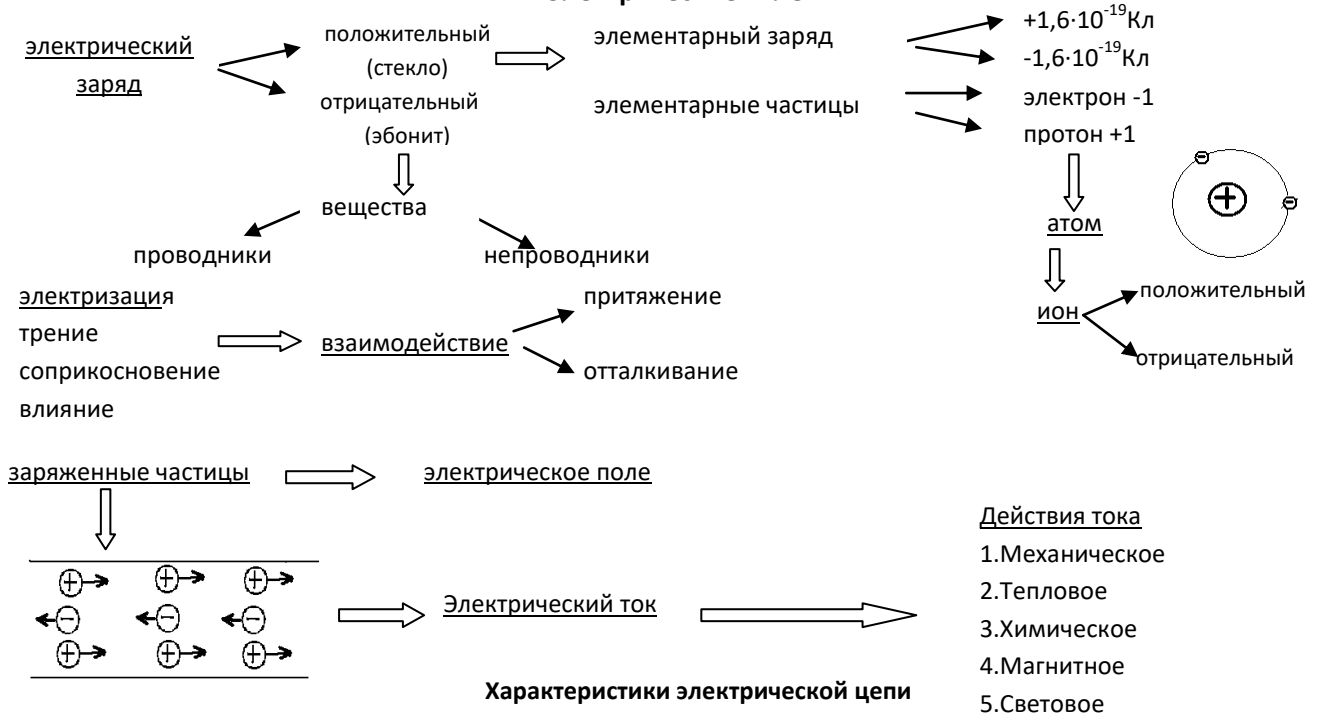 электрический
заряд
положительный
(стекло)
отрицательный
(эбонит)
элементарный заряд
элементарные частицы
+1,6·10⁻¹⁹Кл
-1,6·10⁻¹⁹Кл
электрон -1
протон +1
атом
ион
положительный
отрицательный
вещества
проводники
непроводники
электризация
трение
соприкосновение
влияние
взаимодействие
притяжение
отталкивание
заряженные частицы
электрическое поле
Электрический ток
Действия тока
1.Механическое
2.Тепловое
3.Химическое
4.Магнитное
5.Световое
Характеристики электрической цепи